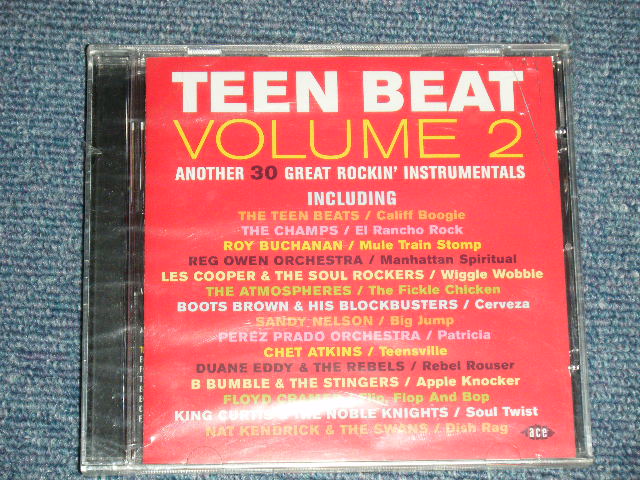 TEEN BEAT
VOLUME 2
ANOTHER 30 GREAT ROCKIN' INSTRUMENTALS
INCLUDING
THE TEEN BEATS / Califf Boogie
THE CHAMPS / El Rancho Rock
ROY BUCHANAN / Mule Train Stomp
REG OWEN ORCHESTRA / Manhattan Spiritual
LES COOPER & THE SOUL ROCKERS / Wiggle Wobble
THE ATMOSPHERES / The Fickle Chicken
BOOTS BROWN & HIS BLOCKBUSTERS / Cerveza
SANDY NELSON / Big Jump
PEREZ PRADO ORCHESTRA / Patricia
CHET ATKINS / Teensville
DUANE EDDY & THE REBELS / Rebel Rouser
B BUMBLE & THE STINGERS / Apple Knocker
FLOYD CRAMER / Flip, Flop And Bop
KING CURTIS & THE NOBLE KNIGHTS / Soul Twist
NAT KENDRICK & THE SWANS / Dish Rag
ace